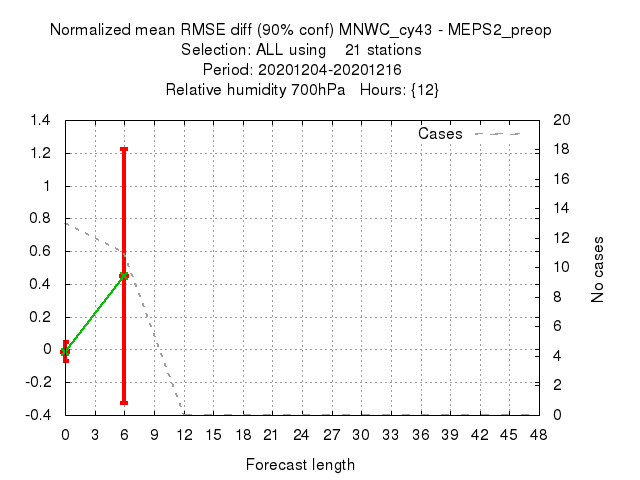 Normalized mean RMSE diff (90% conf) MNWC_cy43 - MEPS2_preop
Selection: ALL using 21 stations
Period: 20201204-20201216
Relative humidity 700hPa Hours: {12}
Cases
1.4
1.2
1
0.8
0.6
0.4
0.2
0
-0.2
-0.4
20
18
16
14
12
10
8
6
4
2
0
No cases
0 3 6 9 12 15 18 21 24 27 30 33 36 39 42 45 48
Forecast length